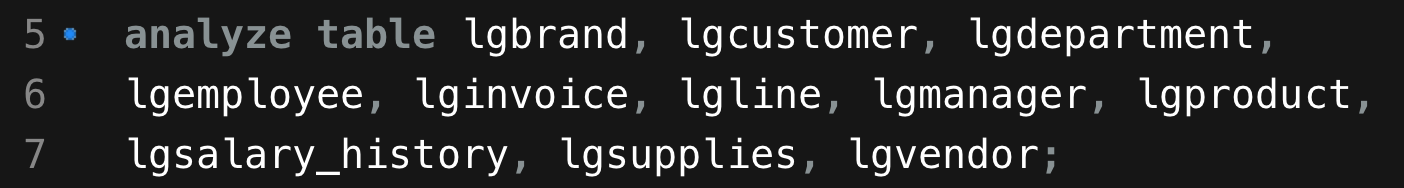 5 analyze table lgbrand, lgcustomer, lgdepartment,
6 lgemployee, lginvoice, lgline, lgmanager, lgproduct,
7 lgsalary_history, lgsupplies, lgvendor;